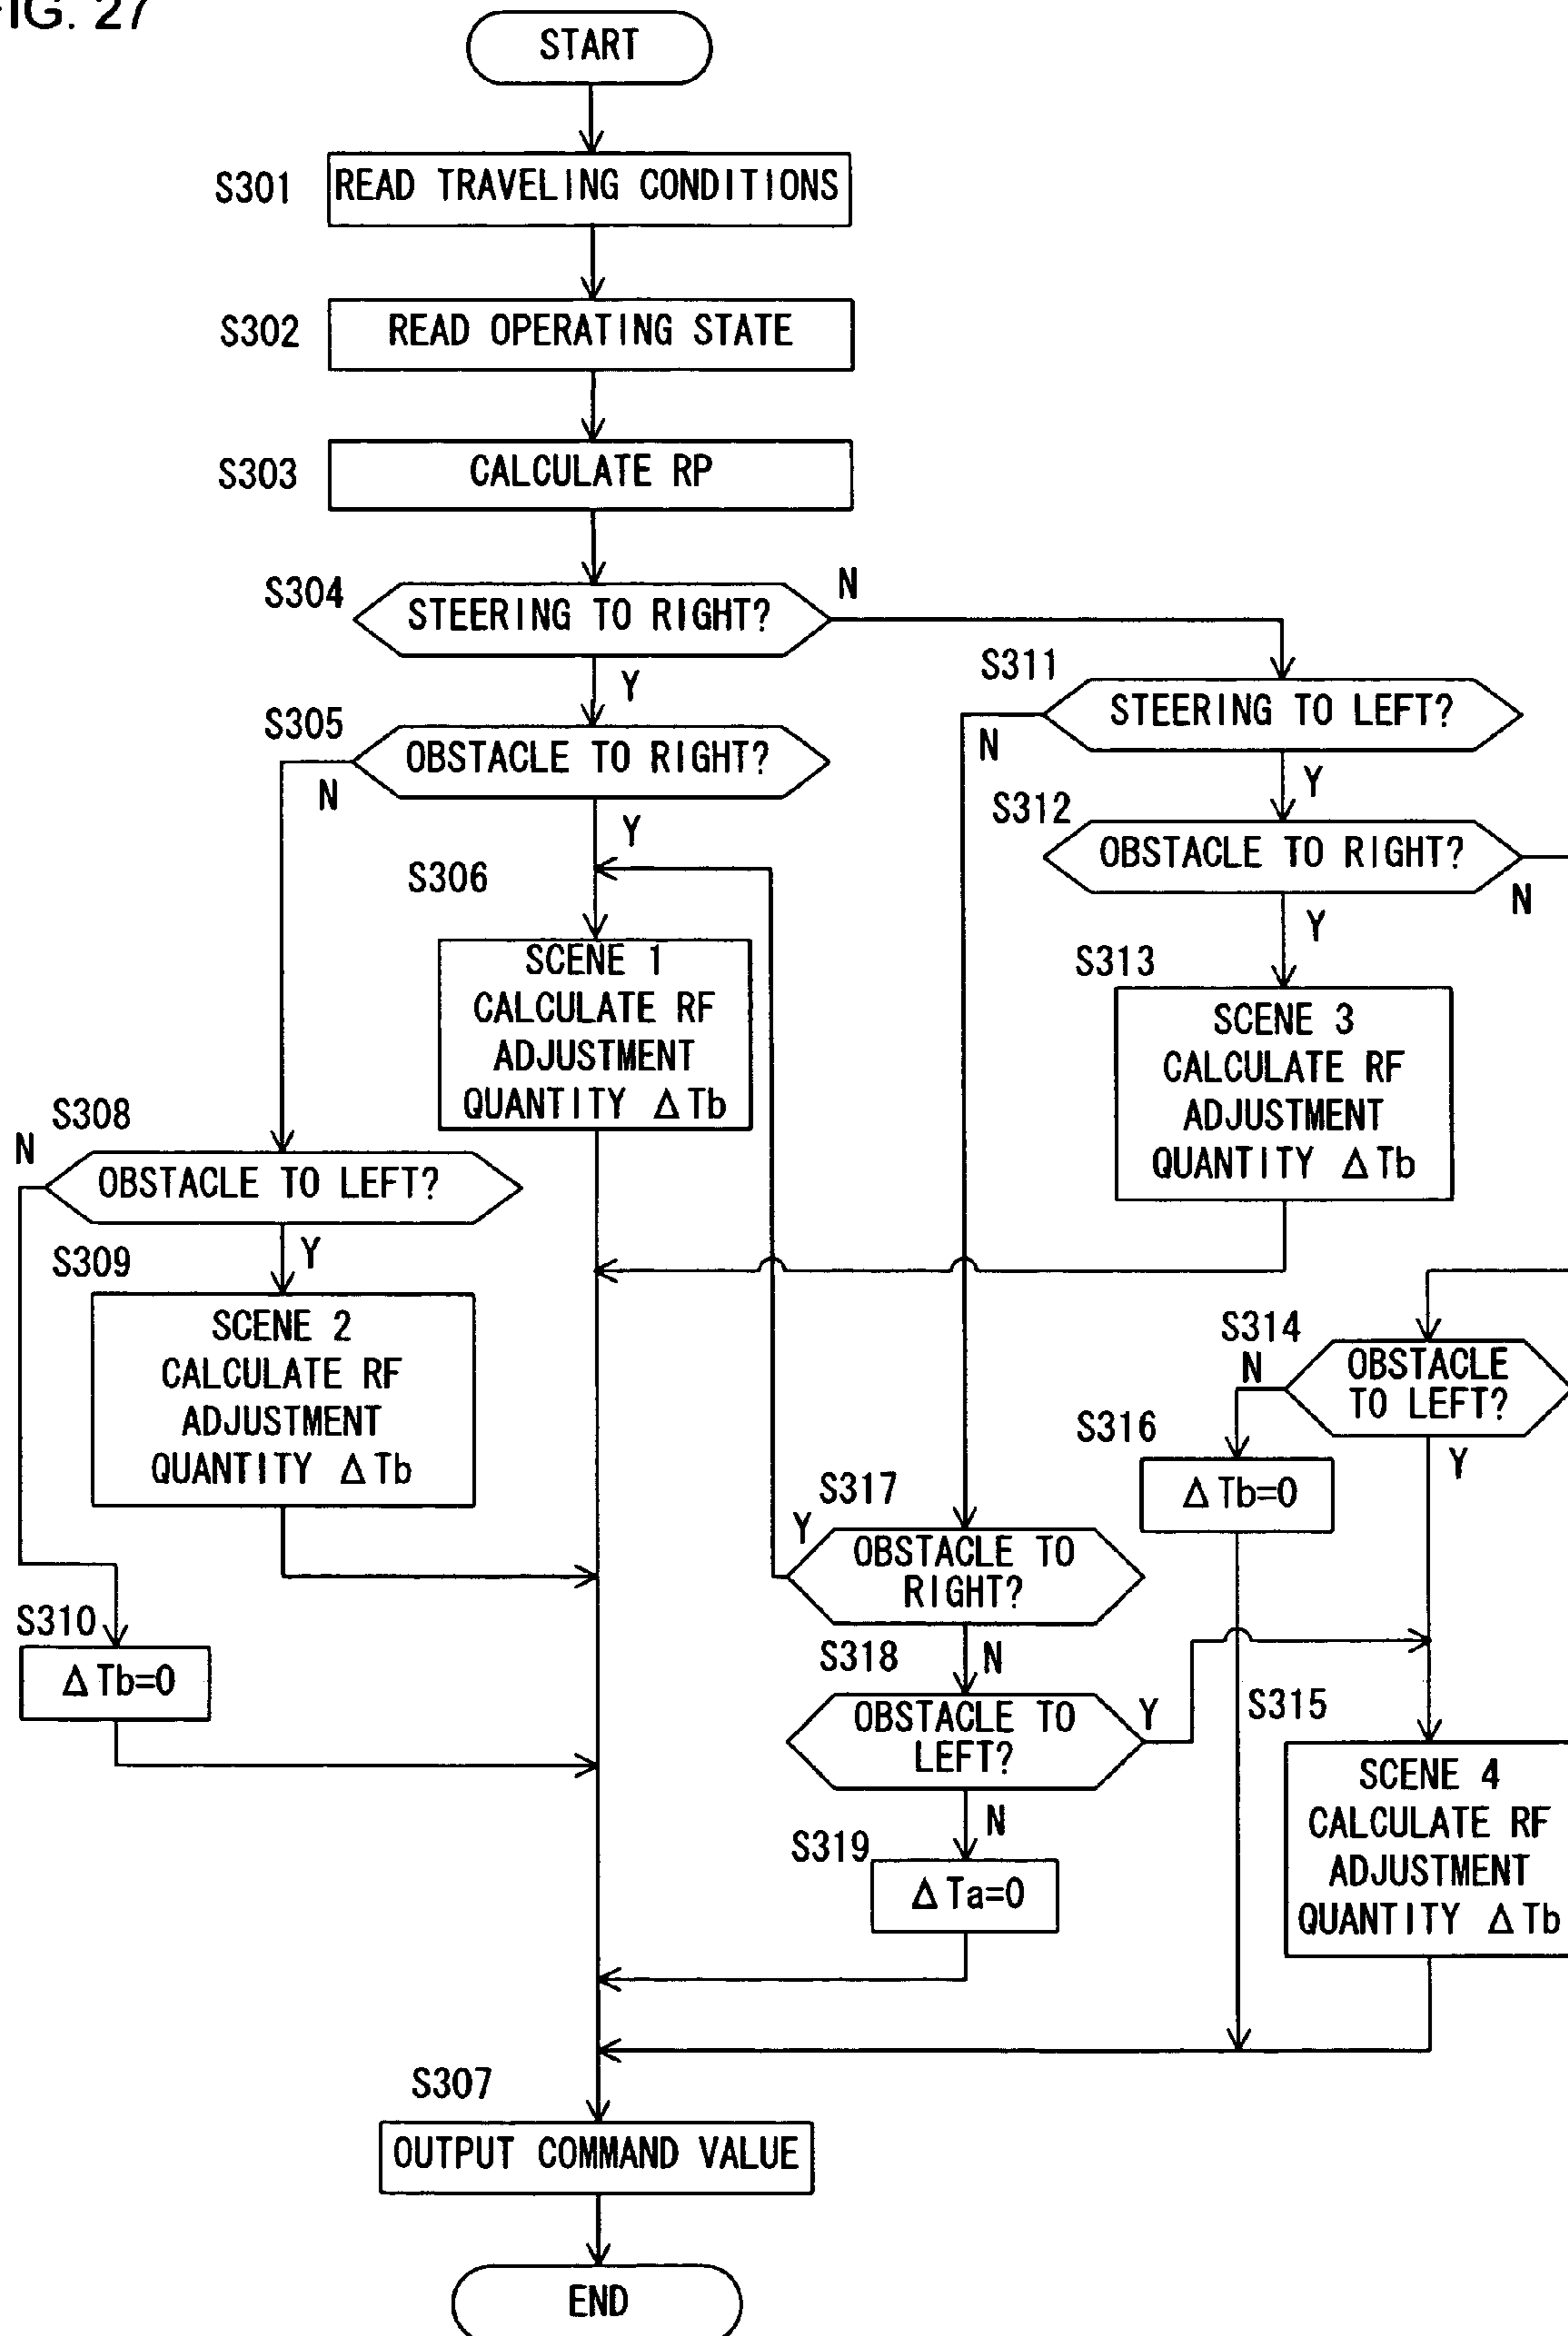 FIG. 27
START
S301
READ TRAVELING CONDITIONS
S302
READ OPERATING STATE
S303
CALCULATE RP
S304
STEERING TO RIGHT?
N
Y
S305
OBSTACLE TO RIGHT?
N
Y
S311
STEERING TO LEFT?
N
Y
S312
OBSTACLE TO RIGHT?
N
Y
S306
SCENE 1
CALCULATE RF
ADJUSTMENT
QUANTITY ΔTb
S313
SCENE 3
CALCULATE RF
ADJUSTMENT
QUANTITY ΔTb
S308
N
OBSTACLE TO LEFT?
Y
S309
SCENE 2
CALCULATE RF
ADJUSTMENT
QUANTITY ΔTb
S310
ΔTb=0
S314
N
OBSTACLE
TO LEFT?
Y
S316
ΔTb=0
S317
Y
OBSTACLE TO
RIGHT?
N
S318
OBSTACLE TO
LEFT?
Y
N
S315
SCENE 4
CALCULATE RF
ADJUSTMENT
QUANTITY ΔTb
S319
ΔTa=0
S307
OUTPUT COMMAND VALUE
END